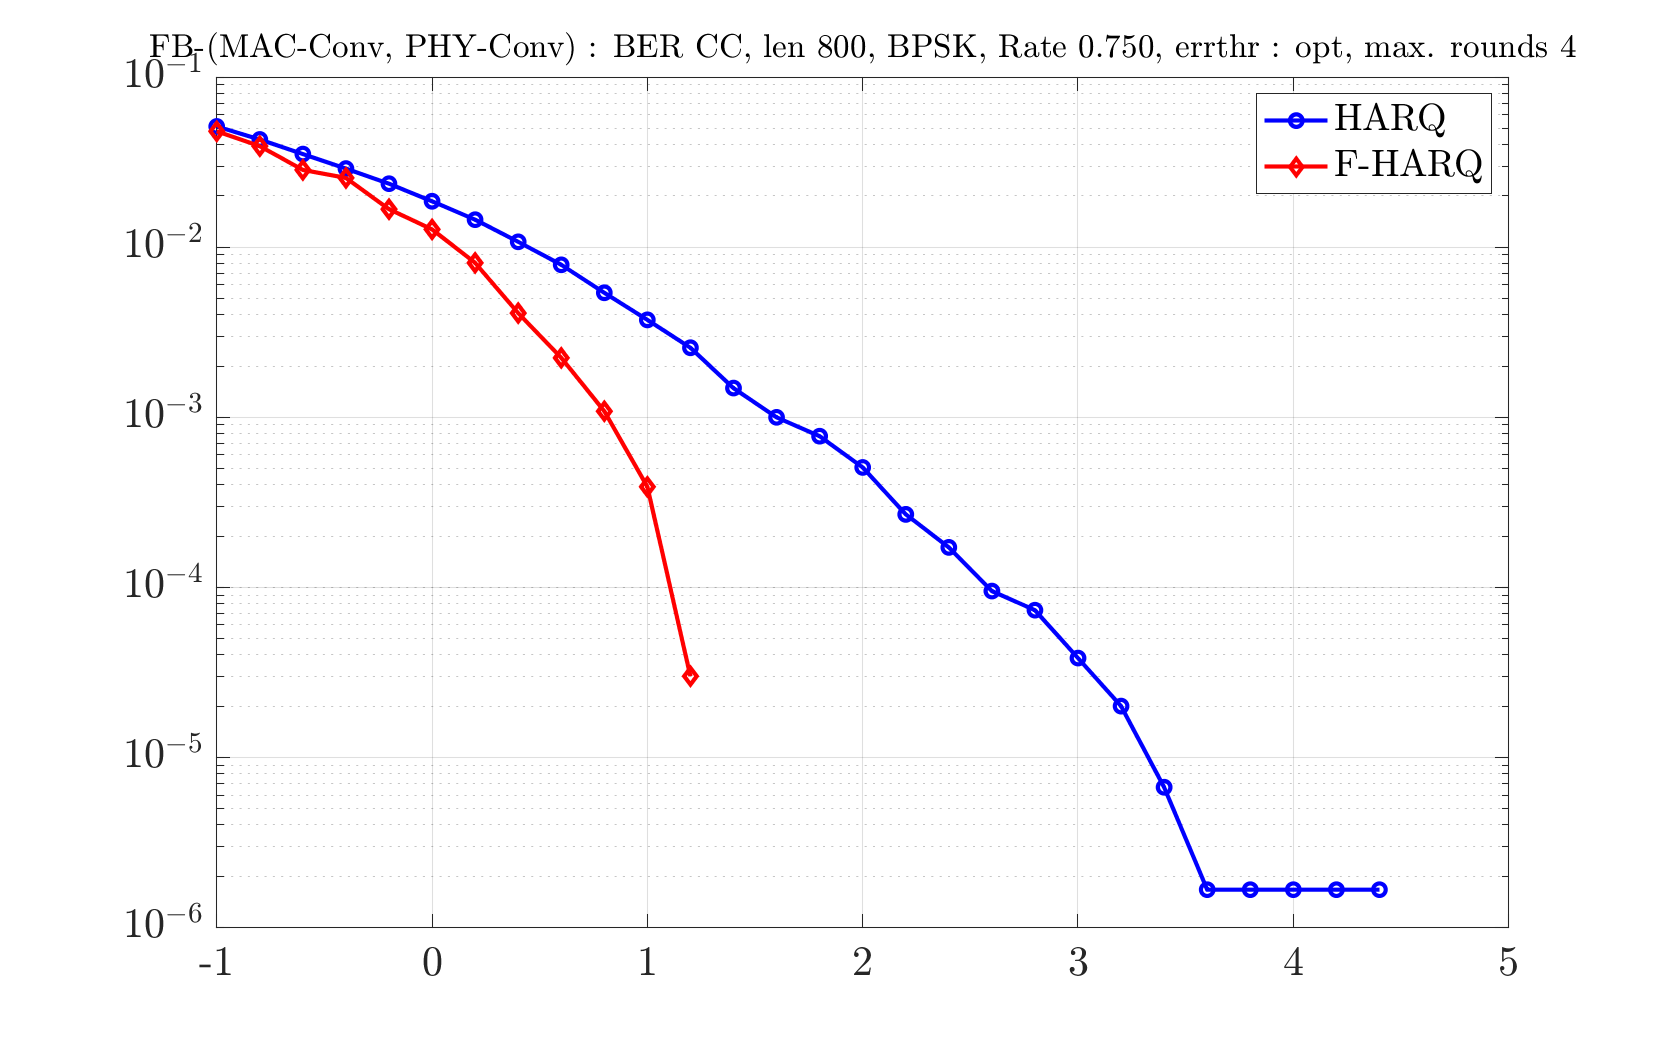 FB-(MAC-Conv, PHY-Conv) : BER CC, len 800, BPSK, Rate 0.750, errthr : opt, max. rounds 4
10⁻¹
10⁻²
10⁻³
10⁻⁴
10⁻⁵
10⁻⁶
HARQ
F-HARQ
-1 0 1 2 3 4 5